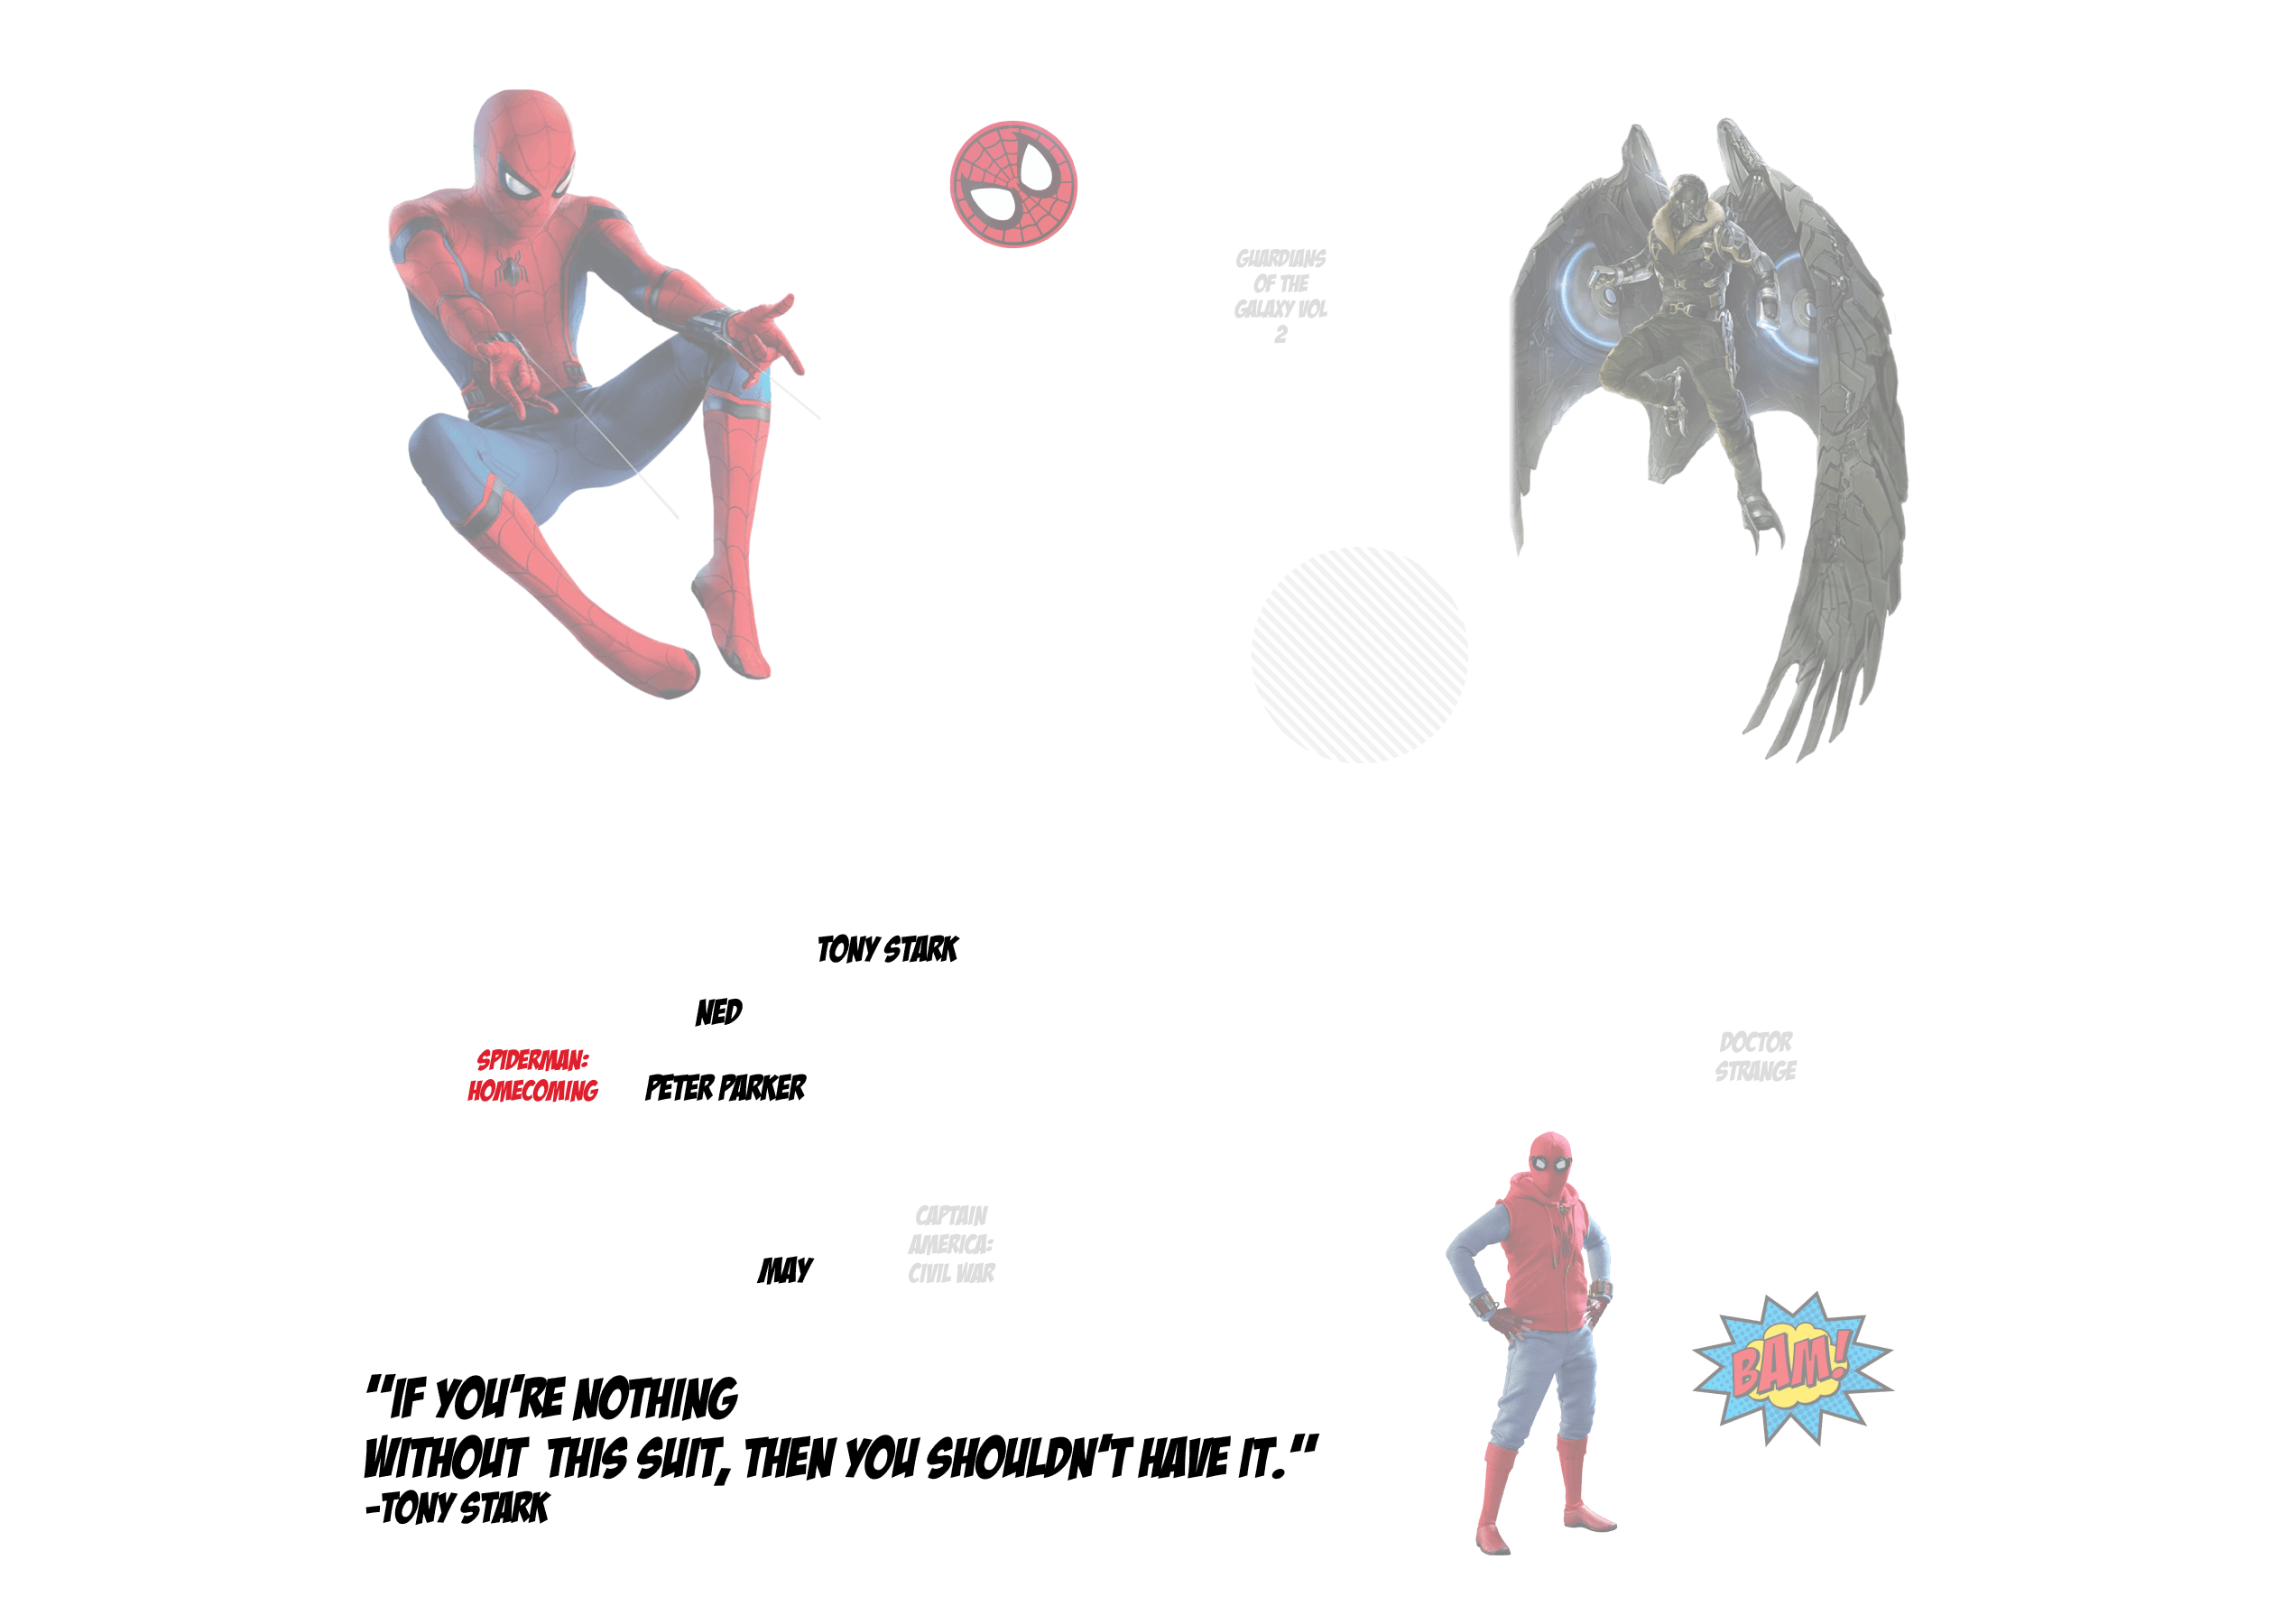 GUARDIANS
OF THE
GALAXY VOL
2
TONY STARK
NED
SPIDERMAN:
HOMECOMING
PETER PARKER
DOCTOR
STRANGE
CAPTAIN
AMERICA:
CIVIL WAR
MAY
BAM!
"IF YOU'RE NOTHING
WITHOUT THIS SUIT, THEN YOU SHOULDN'T HAVE IT."
-TONY STARK